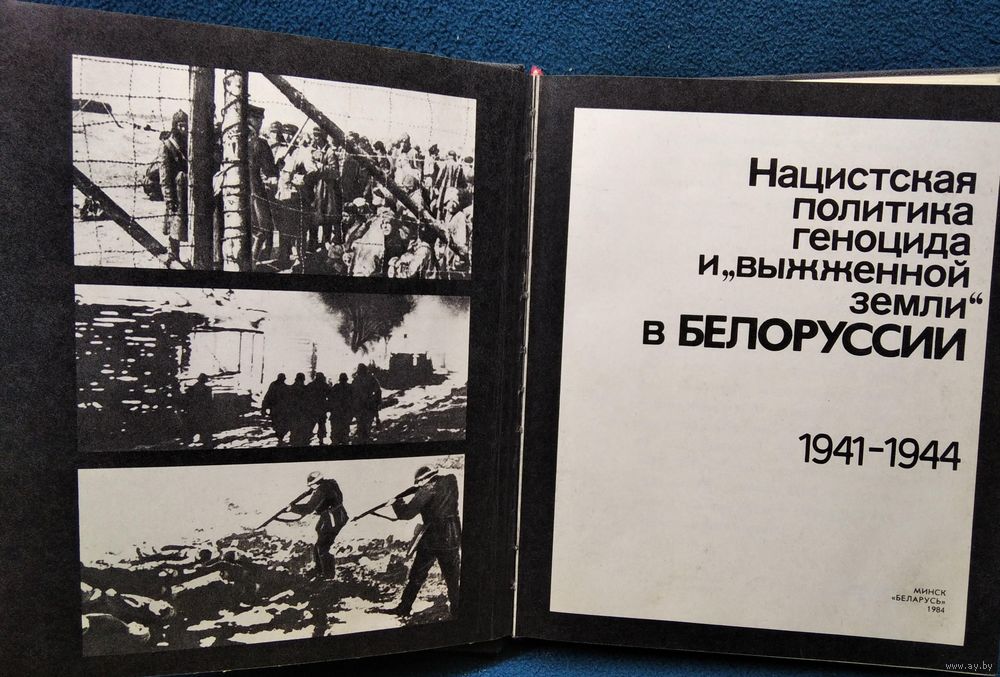 Нацистская
политика
геноцида
и „выжженной
земли“
в БЕЛОРУССИИ
1941-1944
МИНСК
«БЕЛАРУСЬ»
1984
www.ay.by